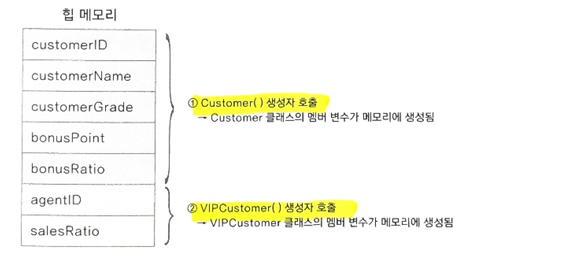 힙 메모리
customerID
customerName
customerGrade
bonusPoint
bonusRatio
agentID
salesRatio
① Customer( ) 생성자 호출
→ Customer 클래스의 멤버 변수가 메모리에 생성됨
② VIPCustomer( ) 생성자 호출
→ VIPCustomer 클래스의 멤버 변수가 메모리에 생성됨